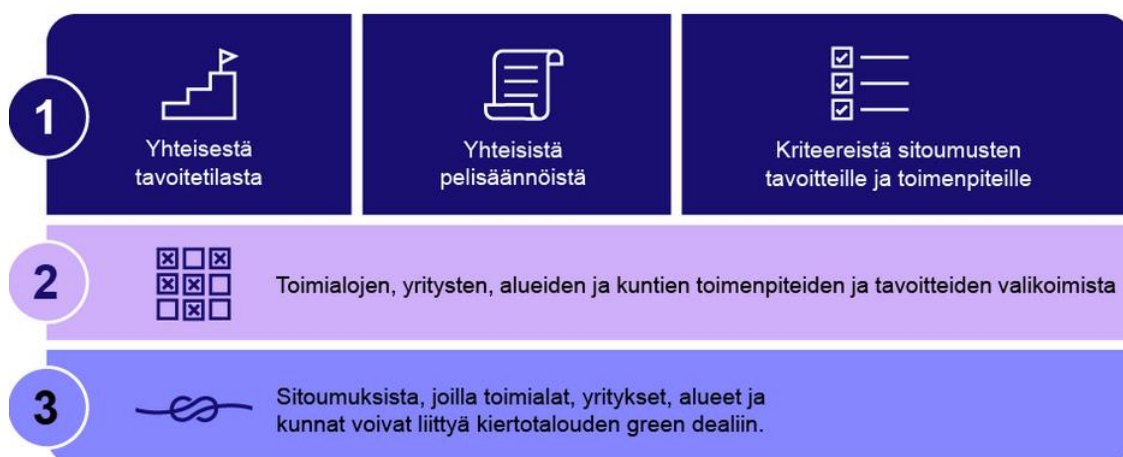 1
Yhteisestä
tavoitetilasta
Yhteisistä
pelisäännöistä
Kriteereistä sitoumusten
tavoitteille ja toimenpiteille
2
Toimialojen, yritysten, alueiden ja kuntien toimenpiteiden ja tavoitteiden valikoimista
3
Sitoumuksista, joilla toimialat, yritykset, alueet ja
kunnat voivat liittyä kiertotalouden green dealiin.